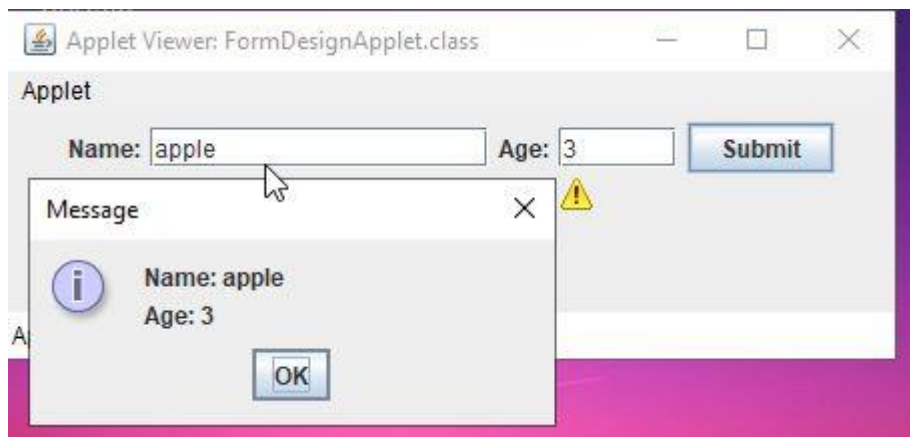 Applet Viewer: FormDesignApplet.class
Applet
Name: apple Age: 3 Submit
Message
Name: apple
Age: 3
OK